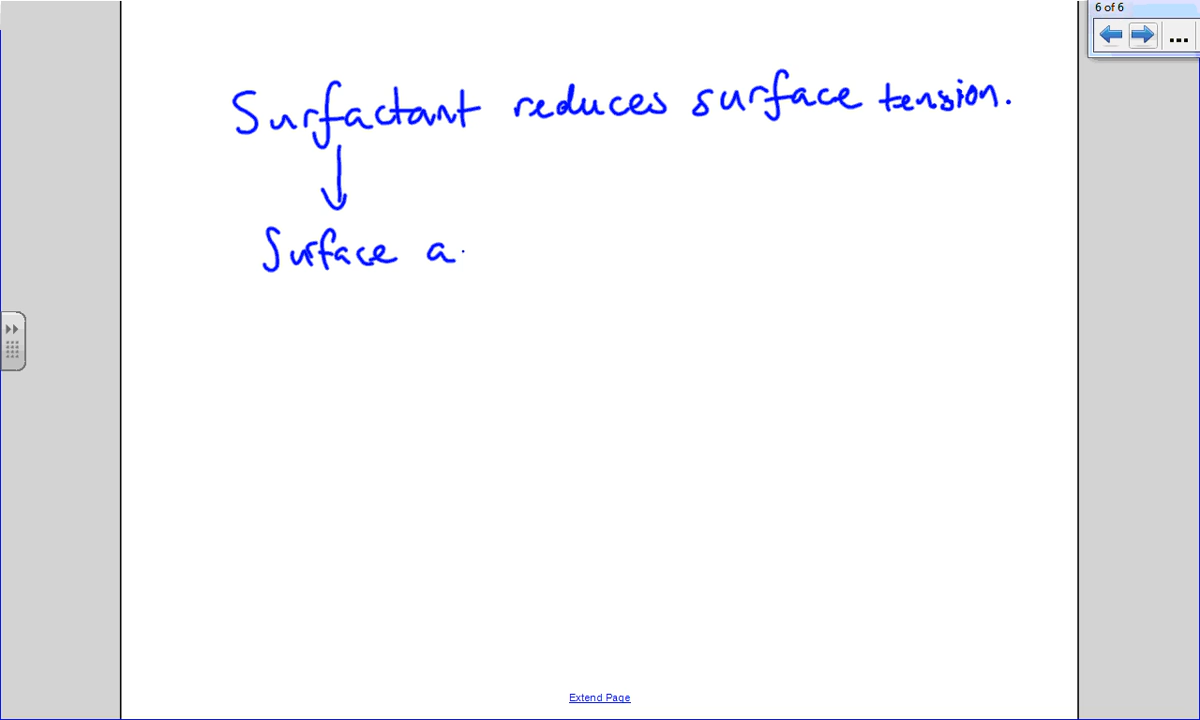 6 of 6
Surfactant reduces surface tension.
Surface a
Extend Page